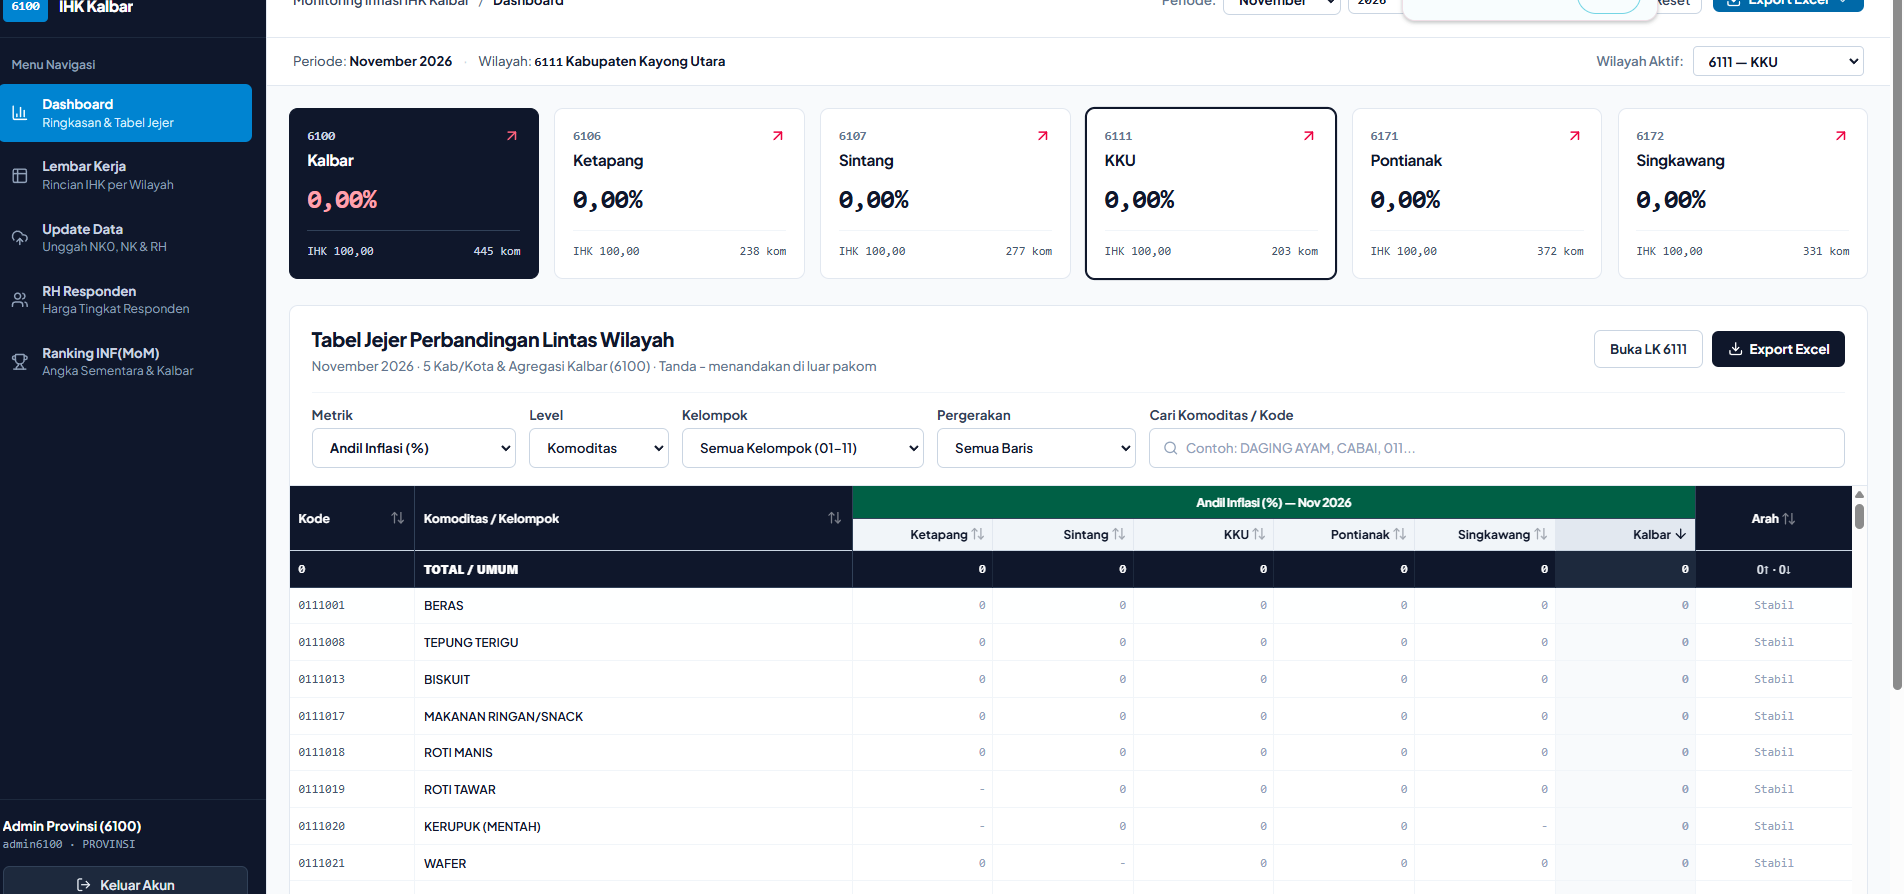 6100 IHK Kalbar
Monitoring Inflasi IHK Kalbar / Dashboard
Periode: November 2026 Reset Export Excel
Menu Navigasi
Dashboard
Ringkasan & Tabel Jejer
Lembar Kerja
Rincian IHK per Wilayah
Update Data
Unggah NK0, NK & RH
RH Responden
Harga Tingkat Responden
Ranking INF(MoM)
Angka Sementara & Kalbar
Admin Provinsi (6100)
admin6100 • PROVINSI
Keluar Akun
Periode: November 2026 · Wilayah: 6111 Kabupaten Kayong Utara
Wilayah Aktif: 6111 — KKU
6100
Kalbar
0,00%
IHK 100,00 445 kom
6106
Ketapang
0,00%
IHK 100,00 238 kom
6107
Sintang
0,00%
IHK 100,00 277 kom
6111
KKU
0,00%
IHK 100,00 203 kom
6171
Pontianak
0,00%
IHK 100,00 372 kom
6172
Singkawang
0,00%
IHK 100,00 331 kom
Tabel Jejer Perbandingan Lintas Wilayah
November 2026 · 5 Kab/Kota & Agregasi Kalbar (6100) · Tanda - menandakan di luar pakom
Buka LK 6111 Export Excel
Metrik Level Kelompok Pergerakan Cari Komoditas / Kode
Andil Inflasi (%) Komoditas Semua Kelompok (01-11) Semua Baris Contoh: DAGING AYAM, CABAI, 011...
Kode Komoditas / Kelompok Andil Inflasi (%) — Nov 2026 Arah
Ketapang Sintang KKU Pontianak Singkawang Kalbar ↓
0 TOTAL / UMUM 0 0 0 0 0 0 0↑ · 0↓
0111001 BERAS 0 0 0 0 0 0 Stabil
0111008 TEPUNG TERIGU 0 0 0 0 0 0 Stabil
0111013 BISKUIT 0 0 0 0 0 0 Stabil
0111017 MAKANAN RINGAN/SNACK 0 0 0 0 0 0 Stabil
0111018 ROTI MANIS 0 0 0 0 0 0 Stabil
0111019 ROTI TAWAR - 0 0 0 0 0 Stabil
0111020 KERUPUK (MENTAH) - 0 0 0 - 0 Stabil
0111021 WAFER 0 - 0 0 0 0 Stabil